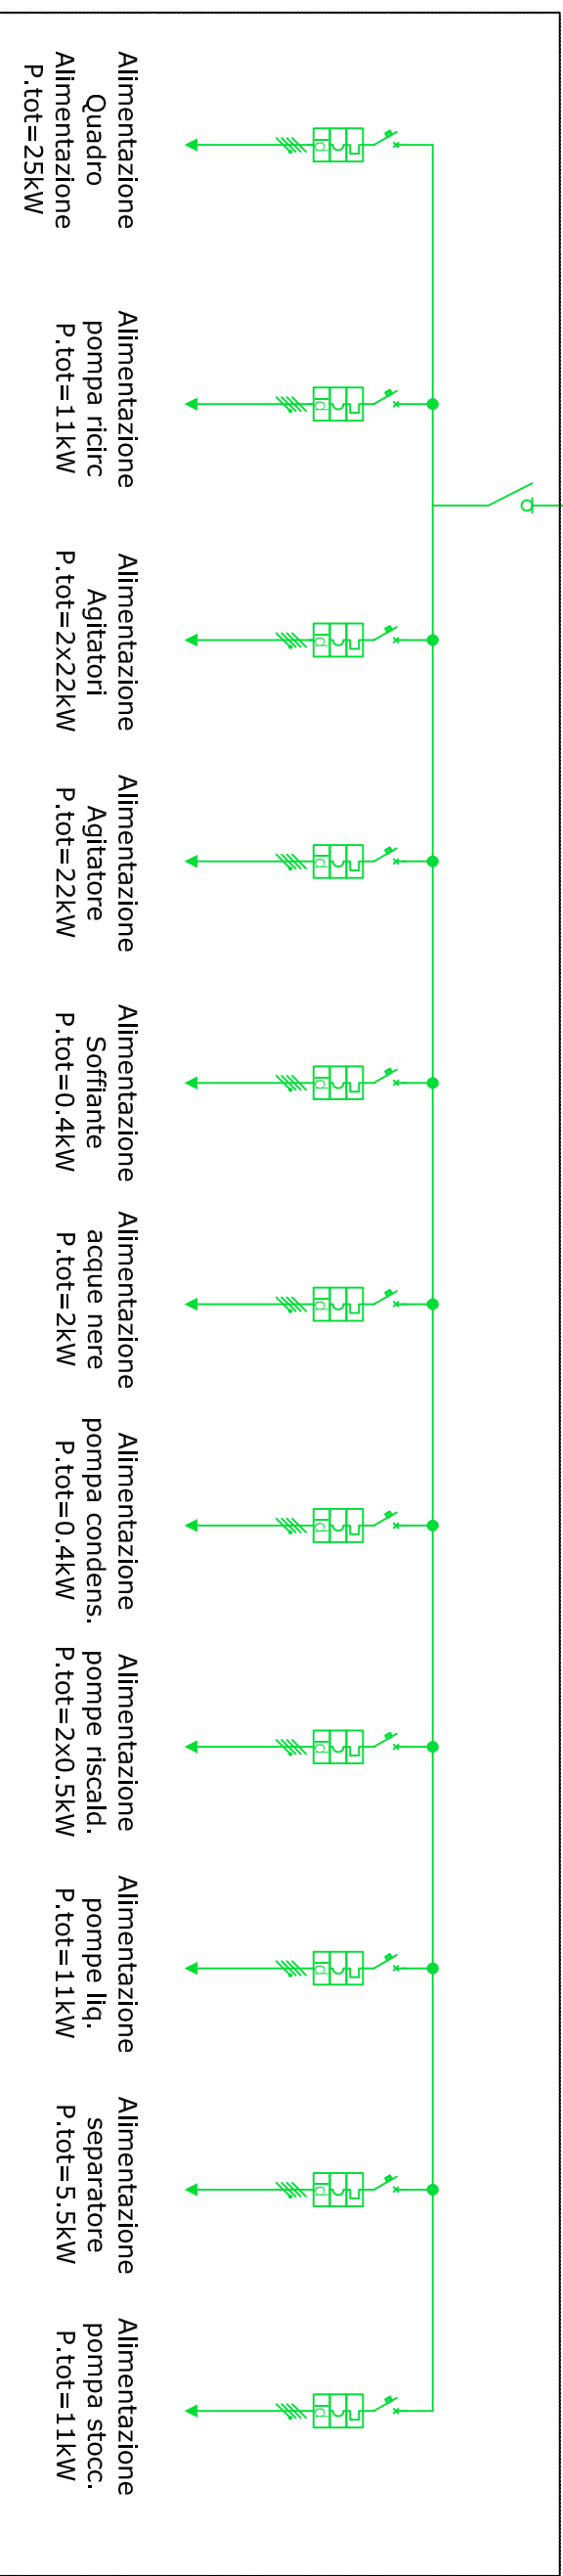 Alimentazione
Quadro
Alimentazione
P.tot=25kW
Alimentazione
pompa ricirc
P.tot=11kW
Alimentazione
Agitatori
P.tot=2x22kW
Alimentazione
Agitatore
P.tot=22kW
Alimentazione
Soffiante
P.tot=0.4kW
Alimentazione
acque nere
P.tot=2kW
Alimentazione
pompa condens.
P.tot=0.4kW
Alimentazione
pompe riscald.
P.tot=2x0.5kW
Alimentazione
pompe liq.
P.tot=11kW
Alimentazione
separatore
P.tot=5.5kW
Alimentazione
pompa stocc.
P.tot=11kW